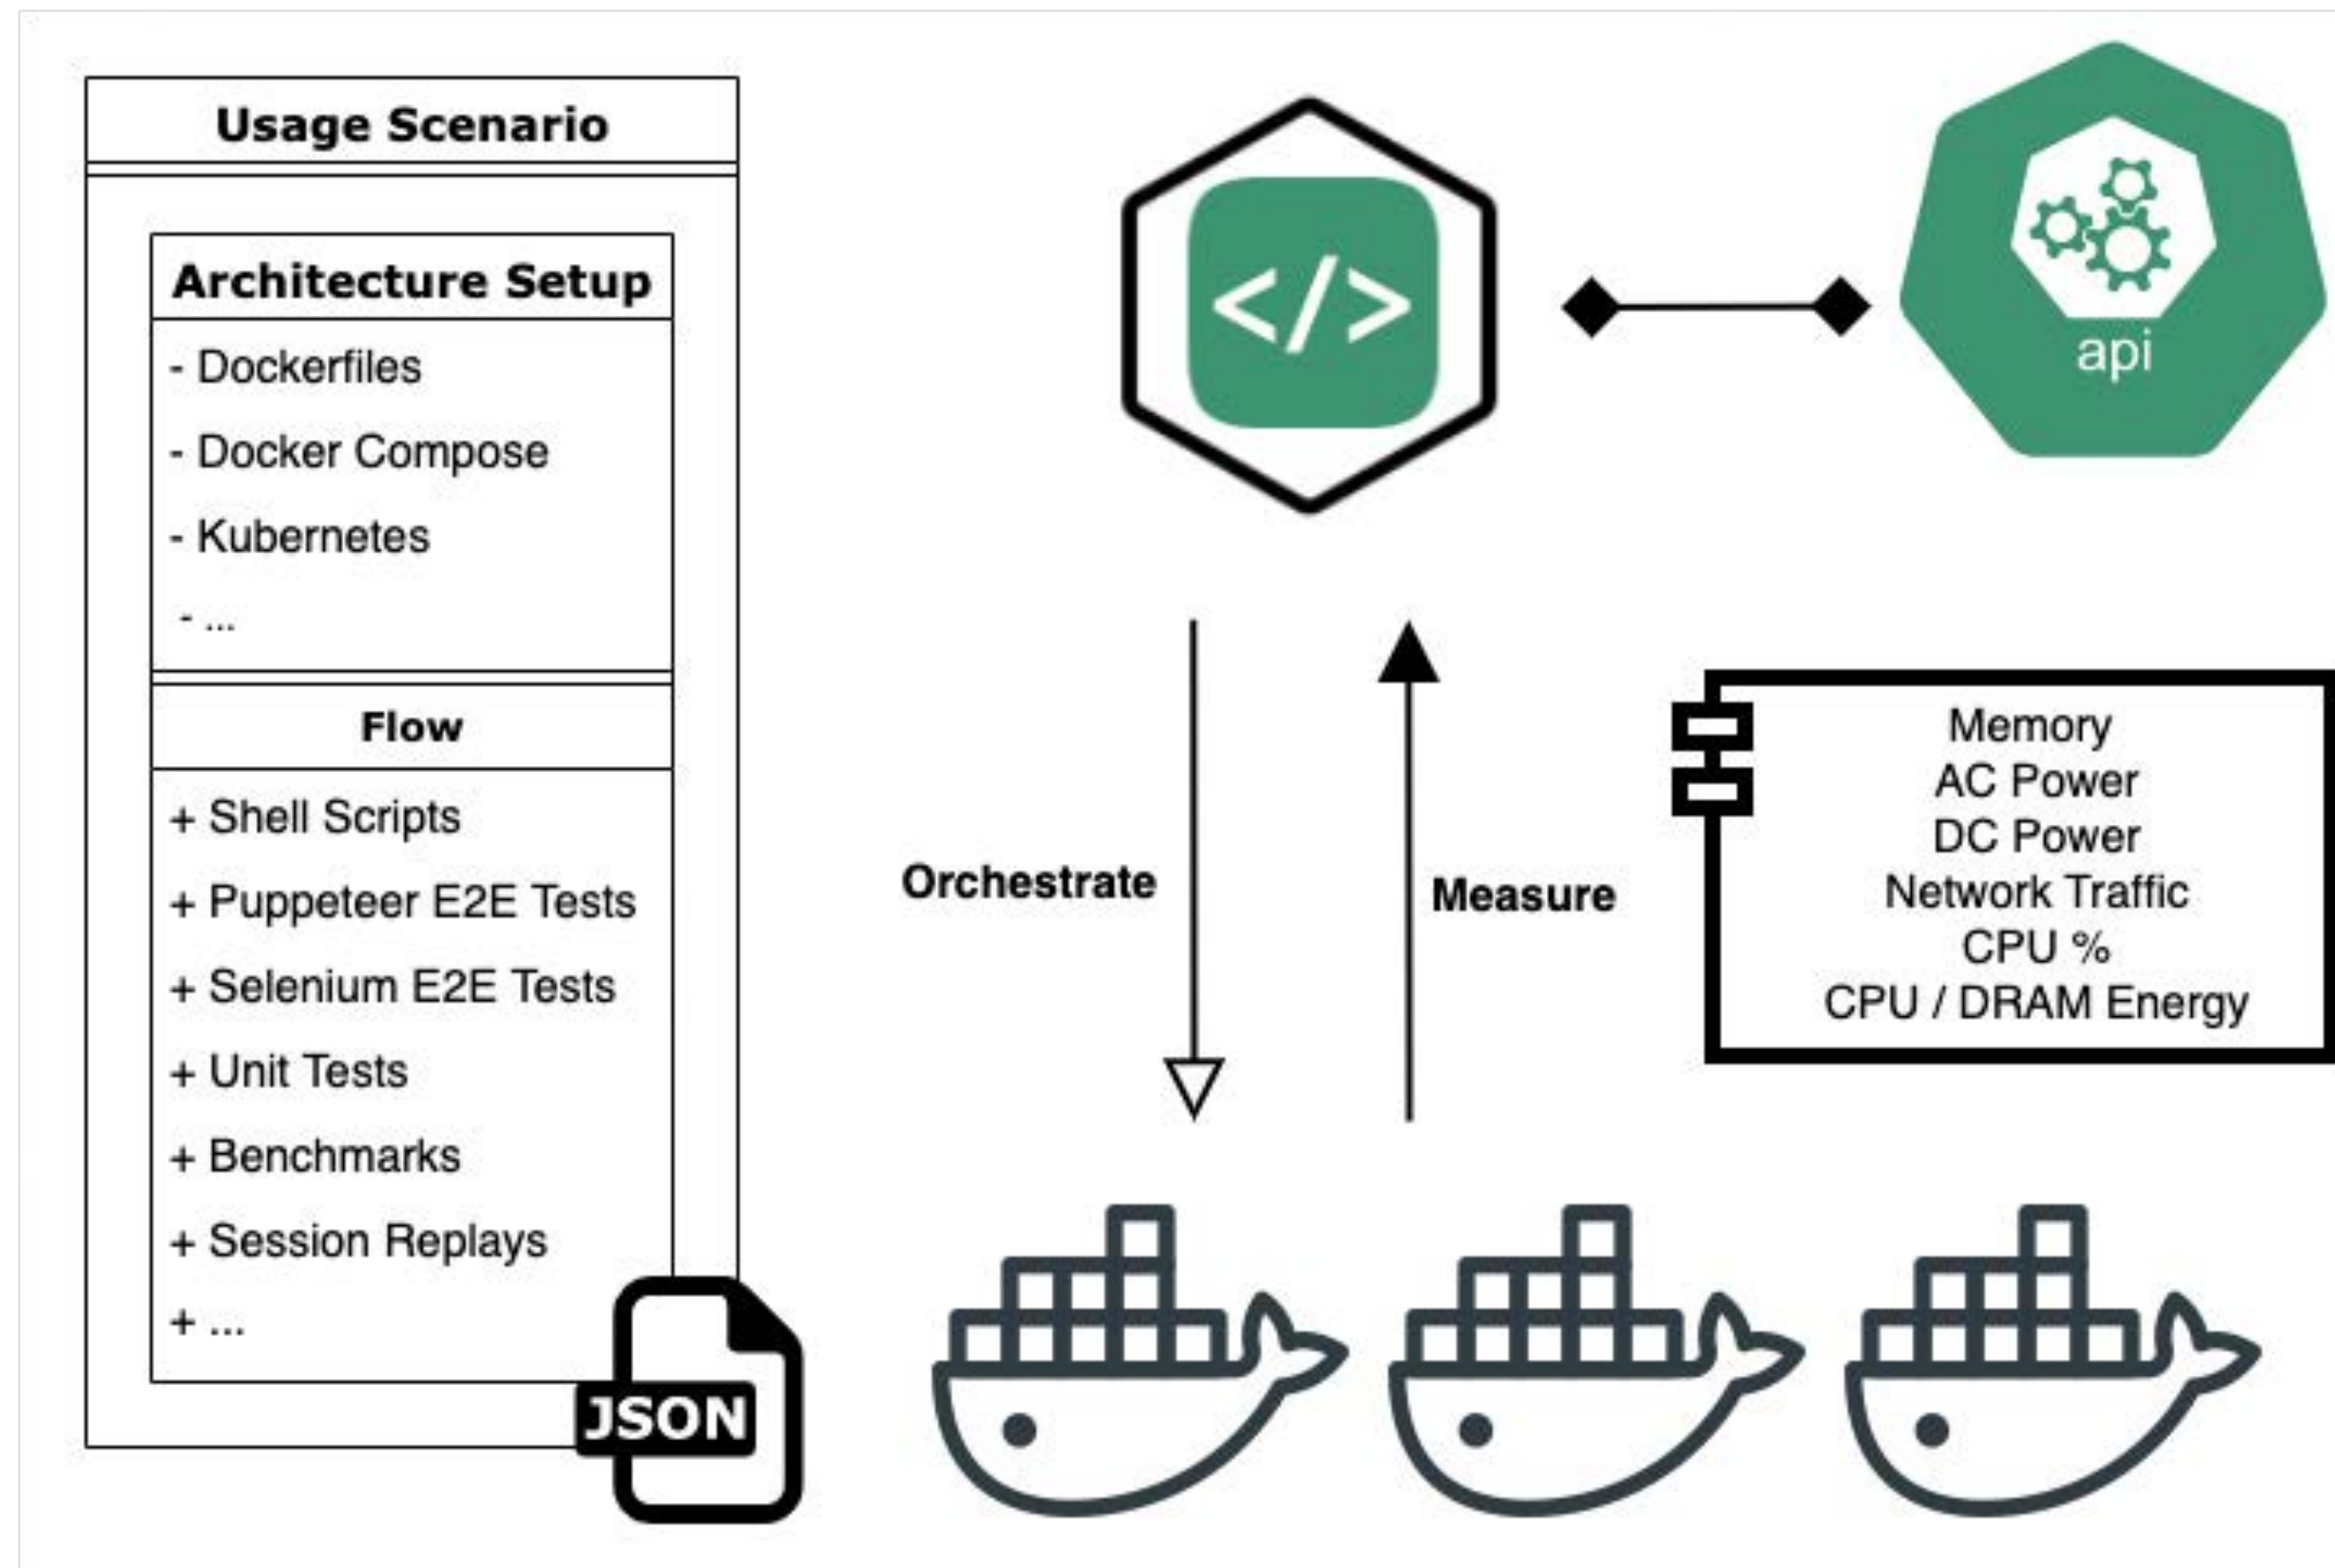 Usage Scenario
Architecture Setup
- Dockerfiles
- Docker Compose
- Kubernetes
- ...
Flow
+ Shell Scripts
+ Puppeteer E2E Tests
+ Selenium E2E Tests
+ Unit Tests
+ Benchmarks
+ Session Replays
+ ...
JSON
</>
api
Orchestrate
Measure
Memory
AC Power
DC Power
Network Traffic
CPU %
CPU / DRAM Energy